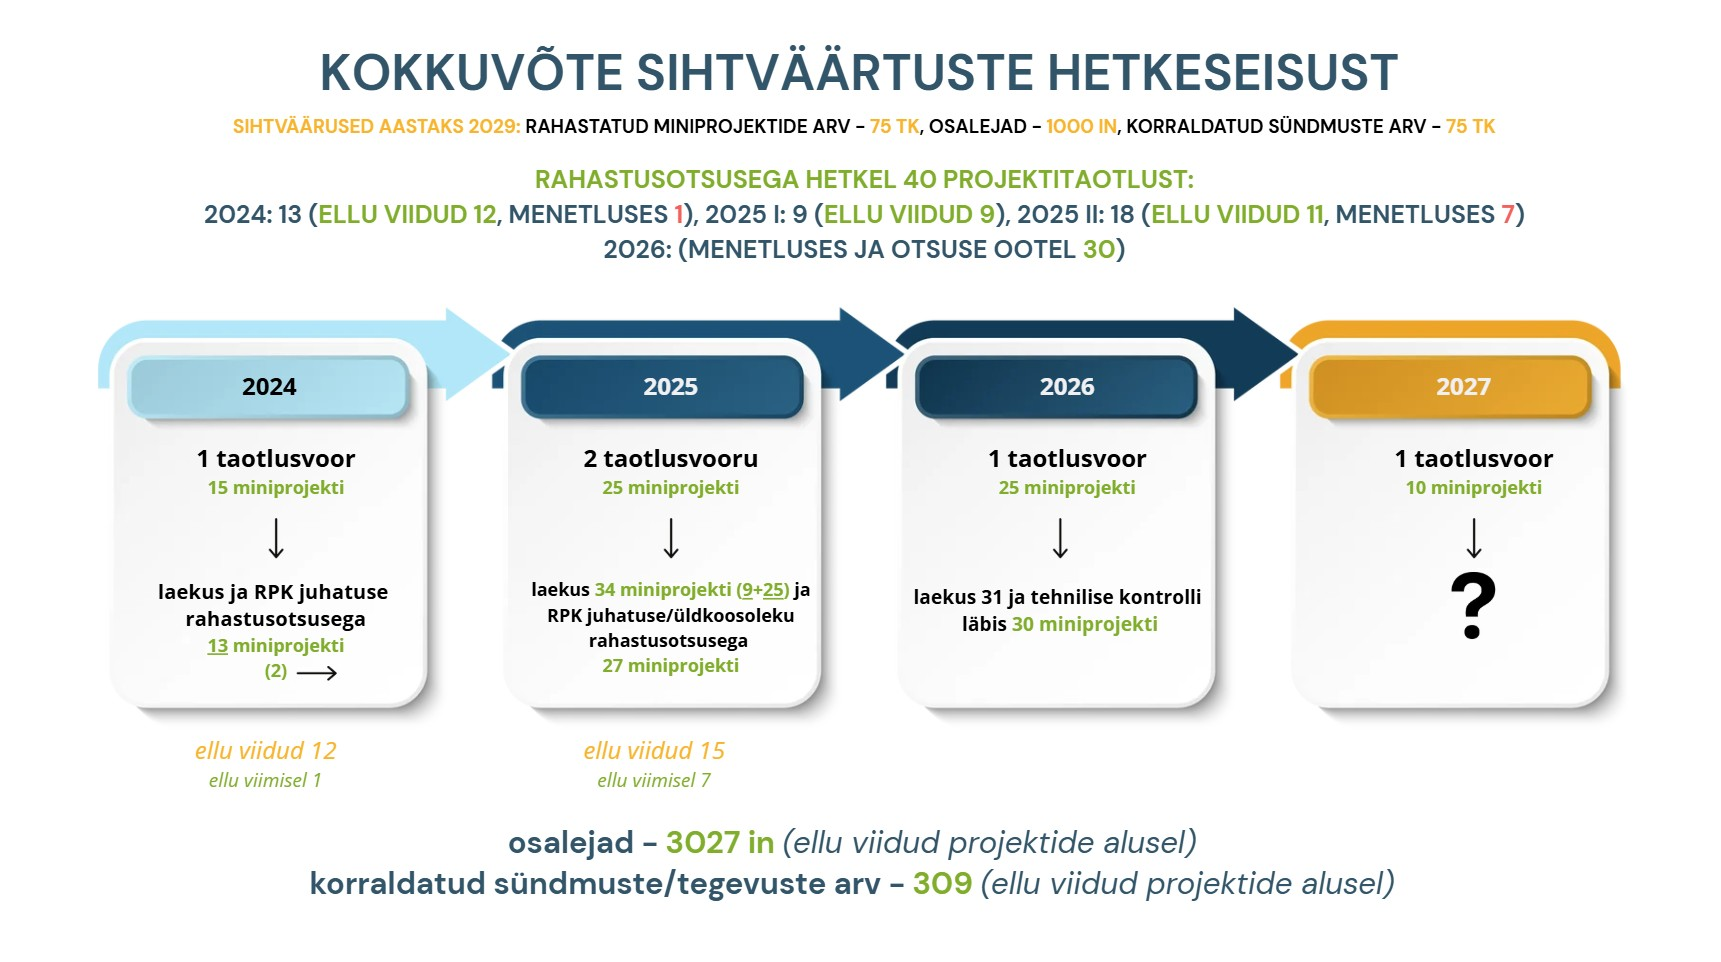 KOKKUVÕTE SIHTVÄÄRTUSTE HETKESEISUST
SIHTVÄÄRUSED AASTAKS 2029: RAHASTATUD MINIPROJEKTIDE ARV – 75 TK, OSALEJAD – 1000 IN, KORRALDATUD SÜNDMUSTE ARV – 75 TK
RAHASTUSOTSUSEGA HETKEL 40 PROJEKTITAOTLUST:
2024: 13 (ELLU VIIDUD 12, MENETLUSES 1), 2025 I: 9 (ELLU VIIDUD 9), 2025 II: 18 (ELLU VIIDUD 11, MENETLUSES 7)
2026: (MENETLUSES JA OTSUSE OOTEL 30)
2024
1 taotlusvoor
15 miniprojekti
laekus ja RPK juhatuse
rahastusotsusega
13 miniprojekti
(2)
ellu viidud 12
ellu viimisel 1
2025
2 taotlusvooru
25 miniprojekti
laekus 34 miniprojekti (9+25) ja
RPK juhatuse/üldkoosoleku
rahastusotsusega
27 miniprojekti
ellu viidud 15
ellu viimisel 7
2026
1 taotlusvoor
25 miniprojekti
laekus 31 ja tehnilise kontrolli
läbis 30 miniprojekti
2027
1 taotlusvoor
10 miniprojekti
?
osalejad – 3027 in (ellu viidud projektide alusel)
korraldatud sündmuste/tegevuste arv – 309 (ellu viidud projektide alusel)